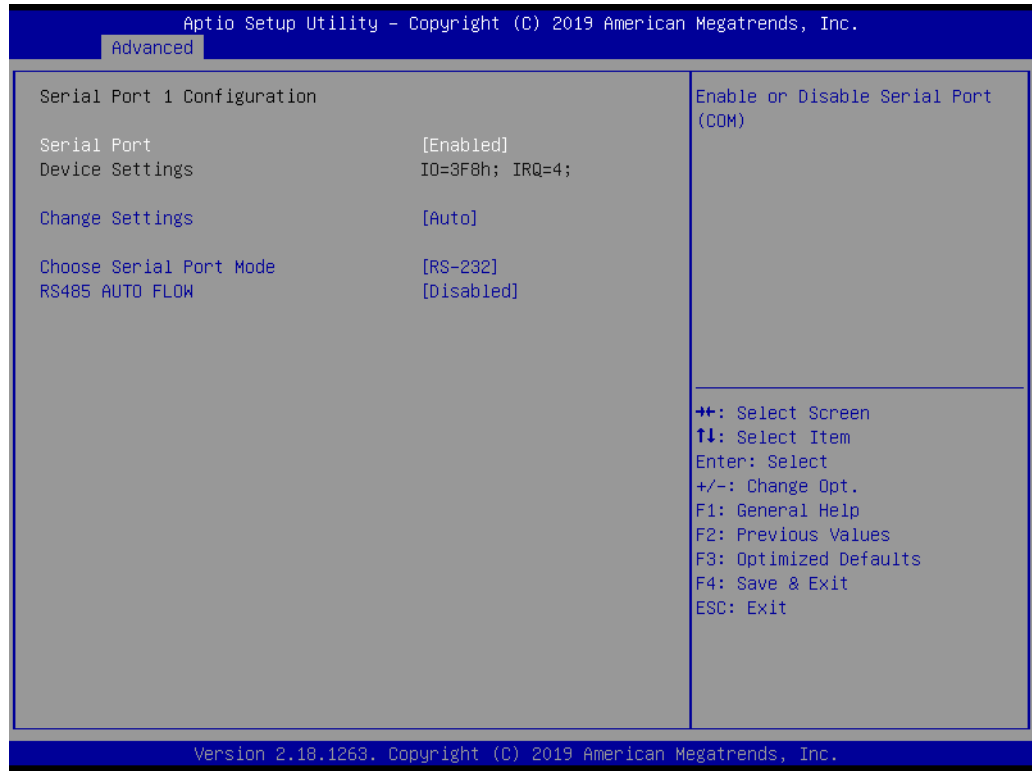 Aptio Setup Utility – Copyright (C) 2019 American Megatrends, Inc.
Advanced
Serial Port 1 Configuration
Serial Port [Enabled]
Device Settings IO=3F8h; IRQ=4;
Change Settings [Auto]
Choose Serial Port Mode [RS-232]
RS485 AUTO FLOW [Disabled]
Enable or Disable Serial Port
(COM)
→←: Select Screen
↑↓: Select Item
Enter: Select
+/-: Change Opt.
F1: General Help
F2: Previous Values
F3: Optimized Defaults
F4: Save & Exit
ESC: Exit
Version 2.18.1263. Copyright (C) 2019 American Megatrends, Inc.